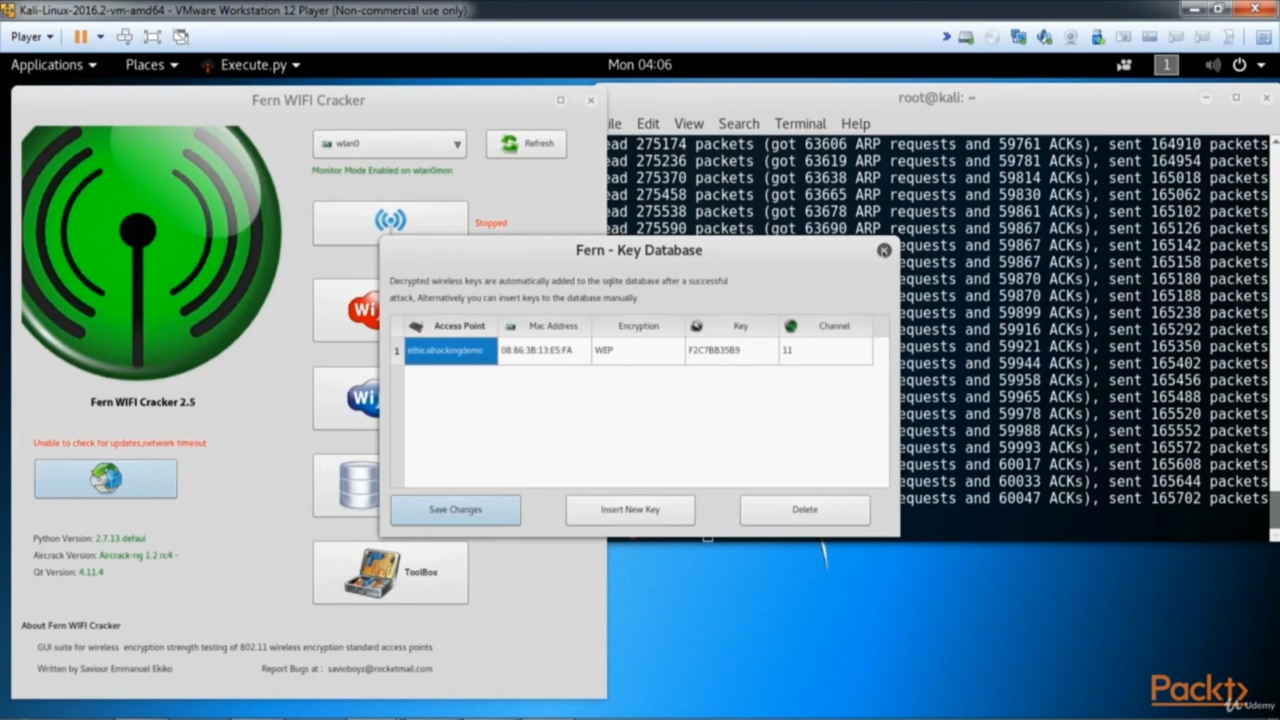 Kali-Linux-2016.2-vm-amd64 - VMware Workstation 12 Player (Non-commercial use only)
Player
Applications Places Execute.py Mon 04:06 1
Fern WIFI Cracker
wlan0
Refresh
Monitor Mode Enabled on wlan0mon
Stopped
Wi
Wi
Fern WIFI Cracker 2.5
Unable to check for updates,network timeout
Python Version: 2.7.13 defaul
Aircrack Version: Aircrack-ng 1.2 rc4 -
Qt Version: 4.11.4
ToolBox
About Fern WIFI Cracker
GUI suite for wireless encryption strength testing of 802.11 wireless encryption standard access points
Written by Saviour Emmanuel Ekiko Report Bugs at : savioboyz@rocketmail.com
Fern - Key Database
Decrypted wireless keys are automatically added to the sqlite database after a successful
attack, Alternatively you can insert keys to the database manually
Access Point Mac Address Encryption Key Channel
1 ethicalhackingdemo 08:86:3B:13:E5:FA WEP F2C7BB35B9 11
Save Changes Insert New Key Delete
root@kali: ~
ile Edit View Search Terminal Help
ead 275174 packets (got 63606 ARP requests and 59761 ACKs), sent 164910 packets
ead 275236 packets (got 63619 ARP requests and 59781 ACKs), sent 164954 packets
ead 275370 packets (got 63638 ARP requests and 59814 ACKs), sent 165018 packets
ead 275458 packets (got 63665 ARP requests and 59830 ACKs), sent 165062 packets
ead 275538 packets (got 63678 ARP requests and 59861 ACKs), sent 165102 packets
ead 275590 packets (got 63690 ARP requests and 59867 ACKs), sent 165126 packets
equests and 59867 ACKs), sent 165142 packets
equests and 59867 ACKs), sent 165158 packets
equests and 59870 ACKs), sent 165180 packets
equests and 59870 ACKs), sent 165188 packets
equests and 59899 ACKs), sent 165238 packets
equests and 59916 ACKs), sent 165292 packets
equests and 59921 ACKs), sent 165350 packets
equests and 59944 ACKs), sent 165402 packets
equests and 59958 ACKs), sent 165456 packets
equests and 59965 ACKs), sent 165488 packets
equests and 59978 ACKs), sent 165520 packets
equests and 59988 ACKs), sent 165552 packets
equests and 59993 ACKs), sent 165572 packets
equests and 60017 ACKs), sent 165608 packets
equests and 60033 ACKs), sent 165644 packets
equests and 60047 ACKs), sent 165702 packets
Packt
Udemy